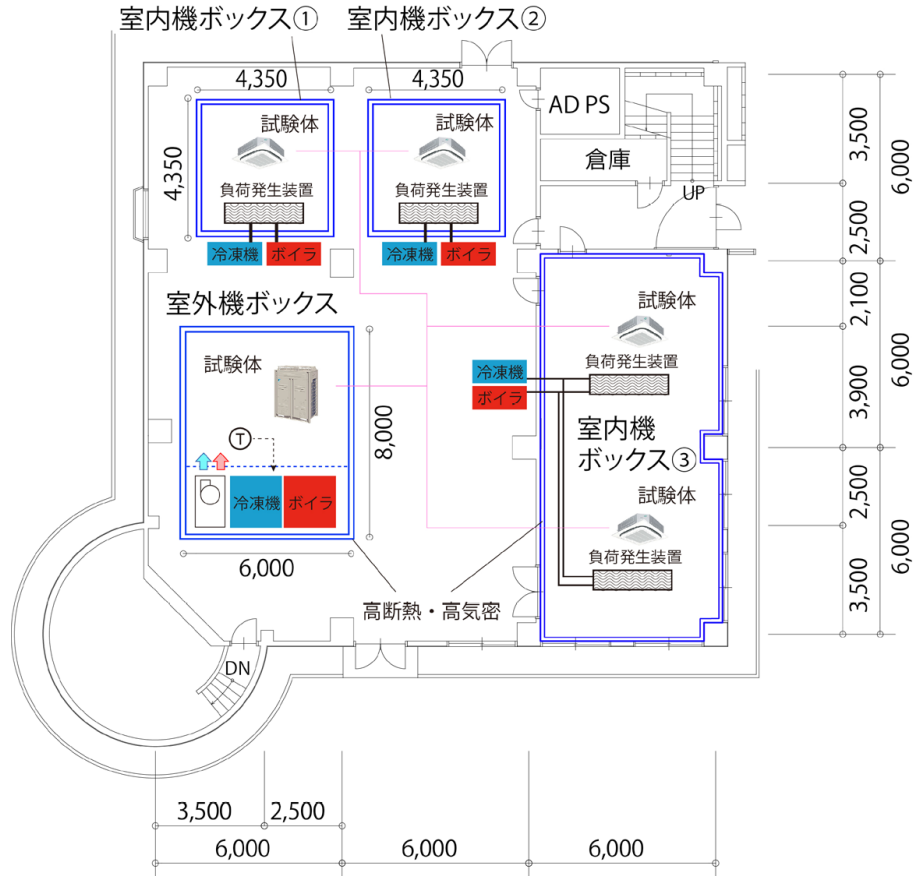 室内機ボックス①
室内機ボックス②
4,350
4,350
4,350
試験体
試験体
負荷発生装置
負荷発生装置
冷凍機
ボイラ
冷凍機
ボイラ
AD PS
倉庫
UP
3,500
2,500
6,000
2,100
3,900
6,000
2,500
3,500
6,000
室外機ボックス
試験体
T
冷凍機
ボイラ
8,000
6,000
試験体
負荷発生装置
冷凍機
ボイラ
室内機
ボックス③
試験体
負荷発生装置
高断熱・高気密
DN
3,500
2,500
6,000
6,000
6,000